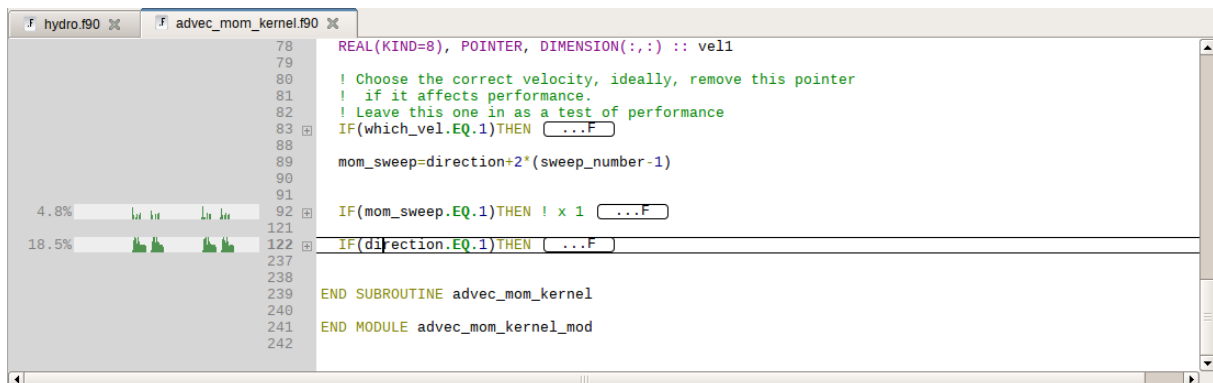 hydro.f90 advec_mom_kernel.f90
78 REAL(KIND=8), POINTER, DIMENSION(:,:) :: vel1
79
80 ! Choose the correct velocity, ideally, remove this pointer
81 !  if it affects performance.
82 ! Leave this one in as a test of performance
83 IF(which_vel.EQ.1)THEN ...F
88
89 mom_sweep=direction+2*(sweep_number-1)
90
91
4.8% 92 IF(mom_sweep.EQ.1)THEN ! x 1 ...F
121
18.5% 122 IF(direction.EQ.1)THEN ...F
237
238
239 END SUBROUTINE advec_mom_kernel
240
241 END MODULE advec_mom_kernel_mod
242